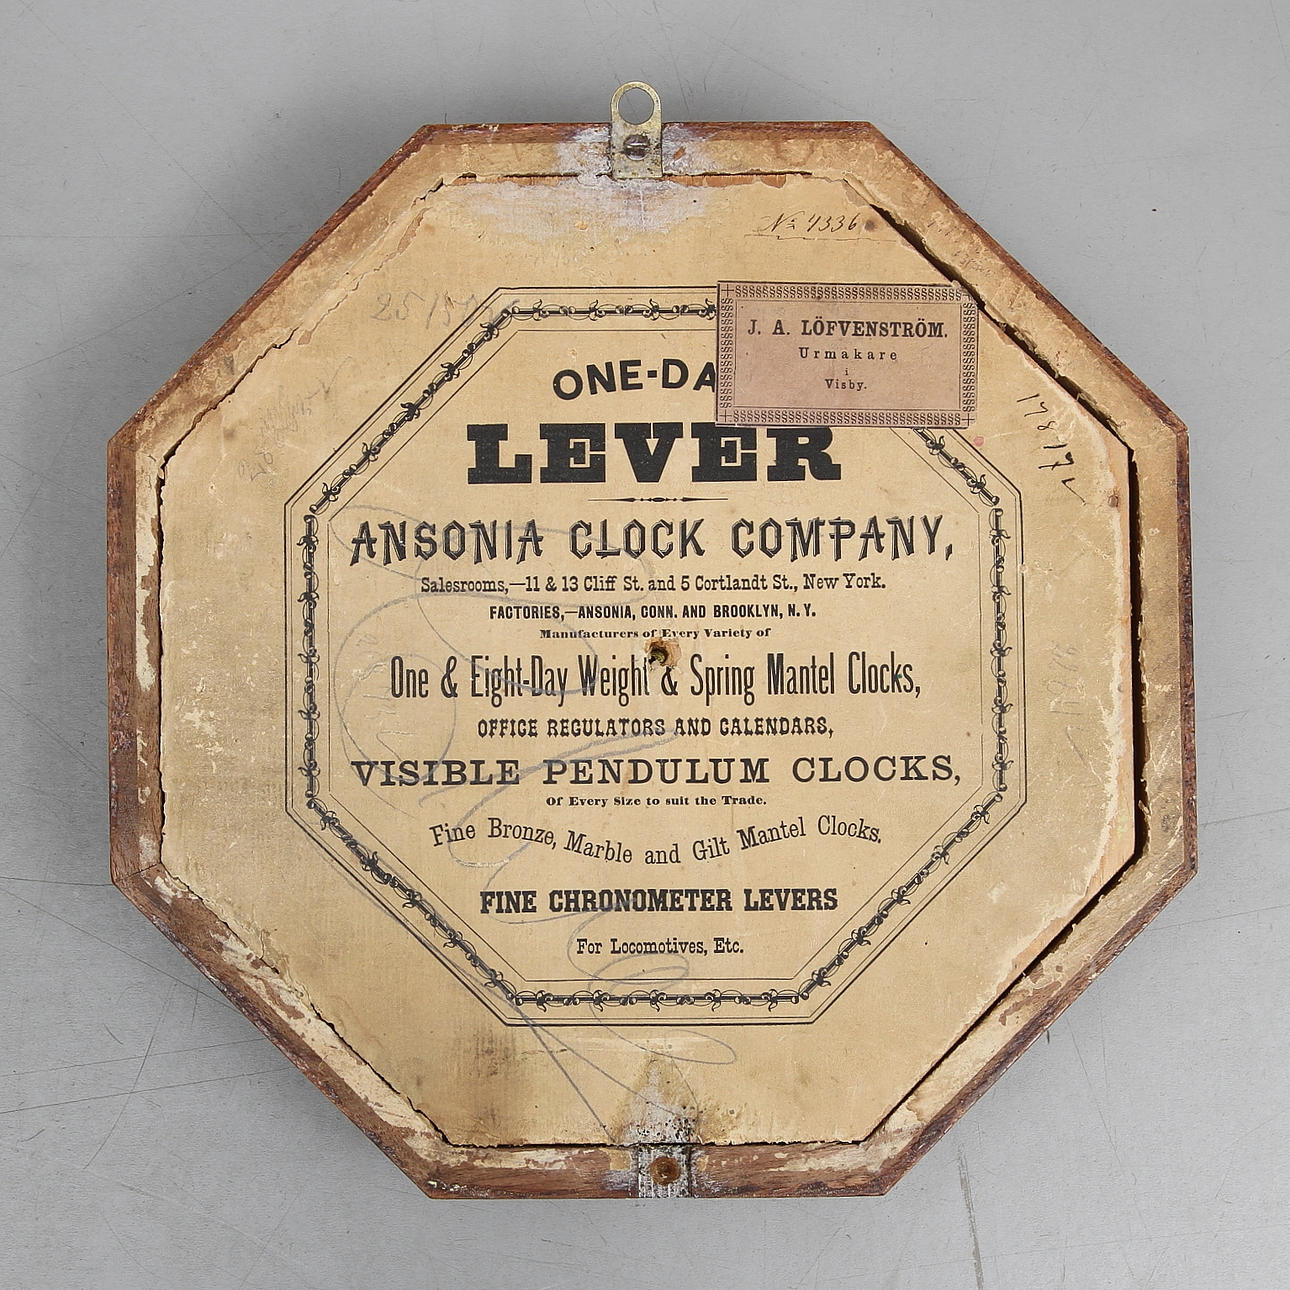 Nº 4336
25/5
J. A. LÖFVENSTRÖM.
Urmakare
i
Visby.
ONE-DA
LEVER
ANSONIA CLOCK COMPANY,
Salesrooms,—11 & 13 Cliff St. and 5 Cortlandt St., New York.
FACTORIES,—ANSONIA, CONN. AND BROOKLYN, N. Y.
Manufacturers of Every Variety of
One & Eight-Day Weight & Spring Mantel Clocks,
OFFICE REGULATORS AND CALENDARS,
VISIBLE PENDULUM CLOCKS,
Of Every Size to suit the Trade.
Fine Bronze, Marble and Gilt Mantel Clocks.
FINE CHRONOMETER LEVERS
For Locomotives, Etc.